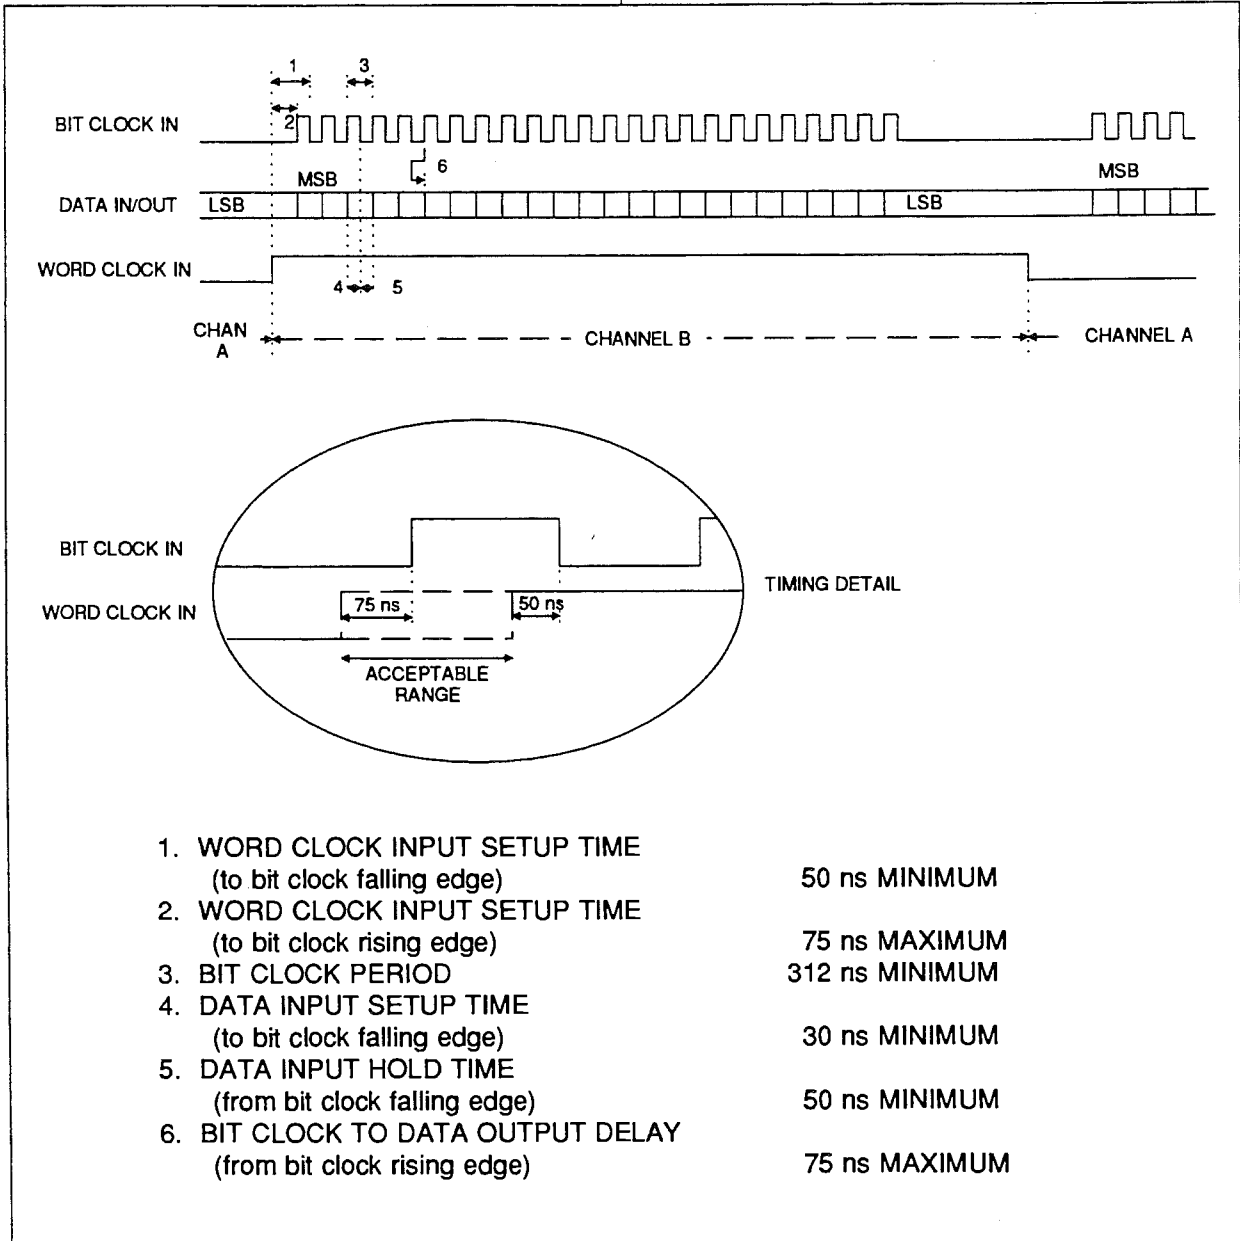 1 3
BIT CLOCK IN 2
6
MSB MSB
DATA IN/OUT LSB LSB
WORD CLOCK IN
4 5
CHAN A CHANNEL B CHANNEL A
BIT CLOCK IN
TIMING DETAIL
WORD CLOCK IN 75 ns 50 ns
ACCEPTABLE
RANGE
1. WORD CLOCK INPUT SETUP TIME
(to bit clock falling edge) 50 ns MINIMUM
2. WORD CLOCK INPUT SETUP TIME
(to bit clock rising edge) 75 ns MAXIMUM
3. BIT CLOCK PERIOD 312 ns MINIMUM
4. DATA INPUT SETUP TIME
(to bit clock falling edge) 30 ns MINIMUM
5. DATA INPUT HOLD TIME
(from bit clock falling edge) 50 ns MINIMUM
6. BIT CLOCK TO DATA OUTPUT DELAY
(from bit clock rising edge) 75 ns MAXIMUM